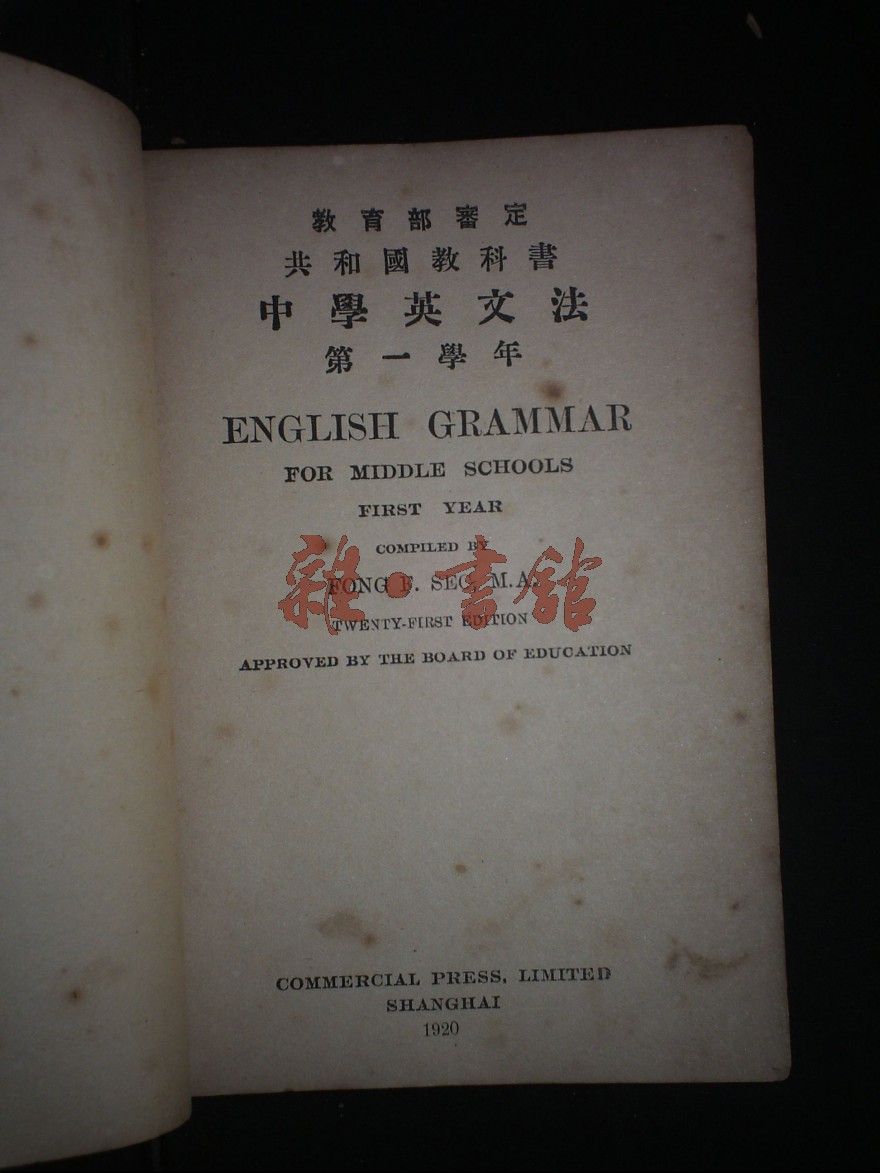 教育部審定
共和國教科書
中學英文法
第一學年
ENGLISH GRAMMAR
FOR MIDDLE SCHOOLS
FIRST YEAR
COMPILED BY
FONG F. SEC, M.A.
雜·書館
TWENTY-FIRST EDITION
APPROVED BY THE BOARD OF EDUCATION
COMMERCIAL PRESS, LIMITED
SHANGHAI
1920